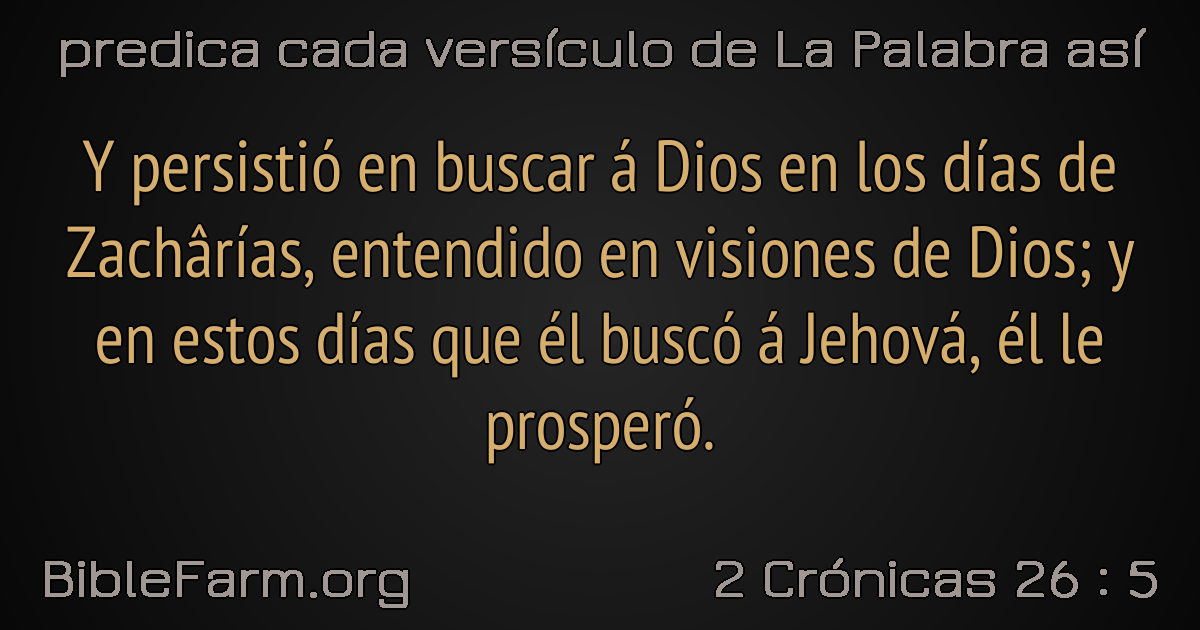 predica cada versículo de La Palabra así
Y persistió en buscar á Dios en los días de
Zachârías, entendido en visiones de Dios; y
en estos días que él buscó á Jehová, él le
prosperó.
BibleFarm.org
2 Crónicas 26 : 5